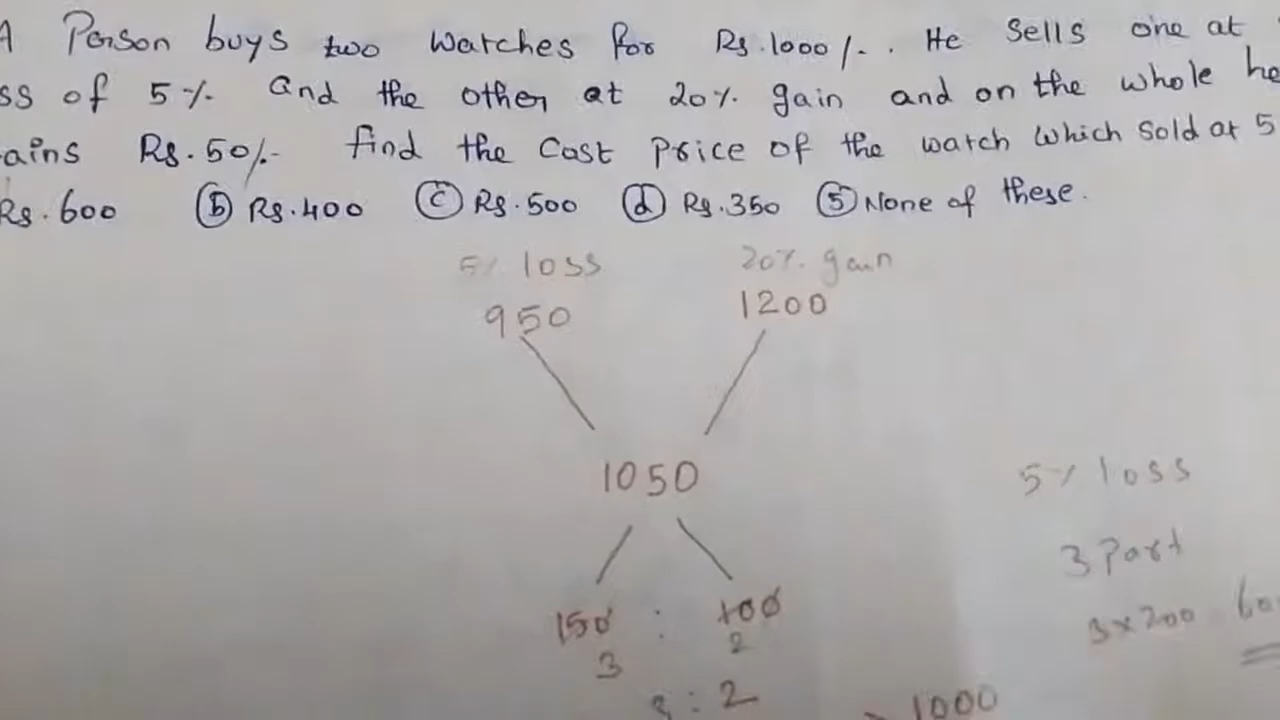 A Person buys two watches for Rs.1000/-. He sells one at
ss of 5% and the other at 20% gain and on the whole he
ains Rs.50/- find the cost price of the watch which sold at 5
Rs.600 ⓑ Rs.400 ⓒ Rs.500 ⓓ Rs.350 ⑤ None of these.
5% loss 20% gain
950 1200
1050
5% loss
3 Part
150 : 100
3 2
3×200 60
3 : 2
1000